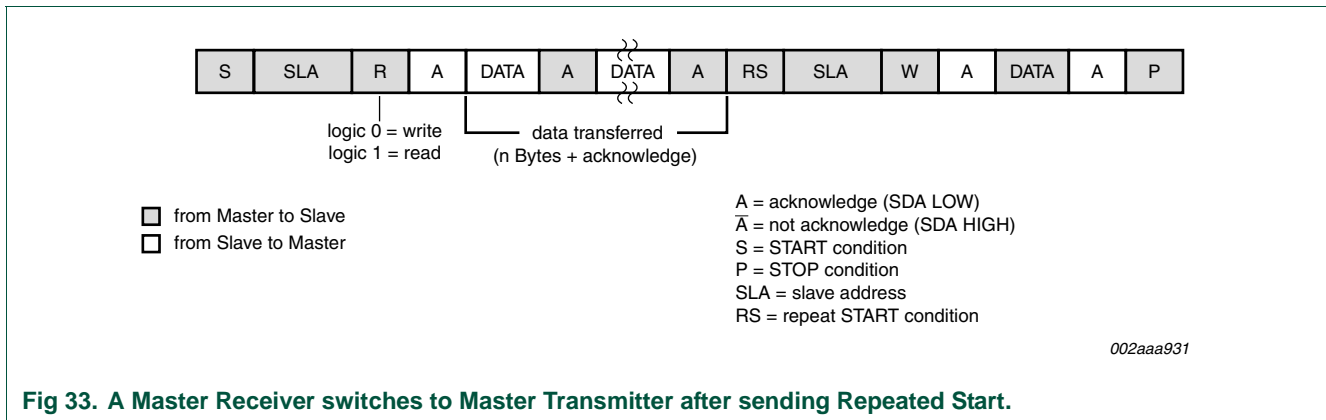 S SLA R A DATA A DATA A RS SLA W A DATA A P
logic 0 = write
logic 1 = read
data transferred
(n Bytes + acknowledge)
from Master to Slave
from Slave to Master
A = acknowledge (SDA LOW)
A̅ = not acknowledge (SDA HIGH)
S = START condition
P = STOP condition
SLA = slave address
RS = repeat START condition
002aaa931
Fig 33. A Master Receiver switches to Master Transmitter after sending Repeated Start.